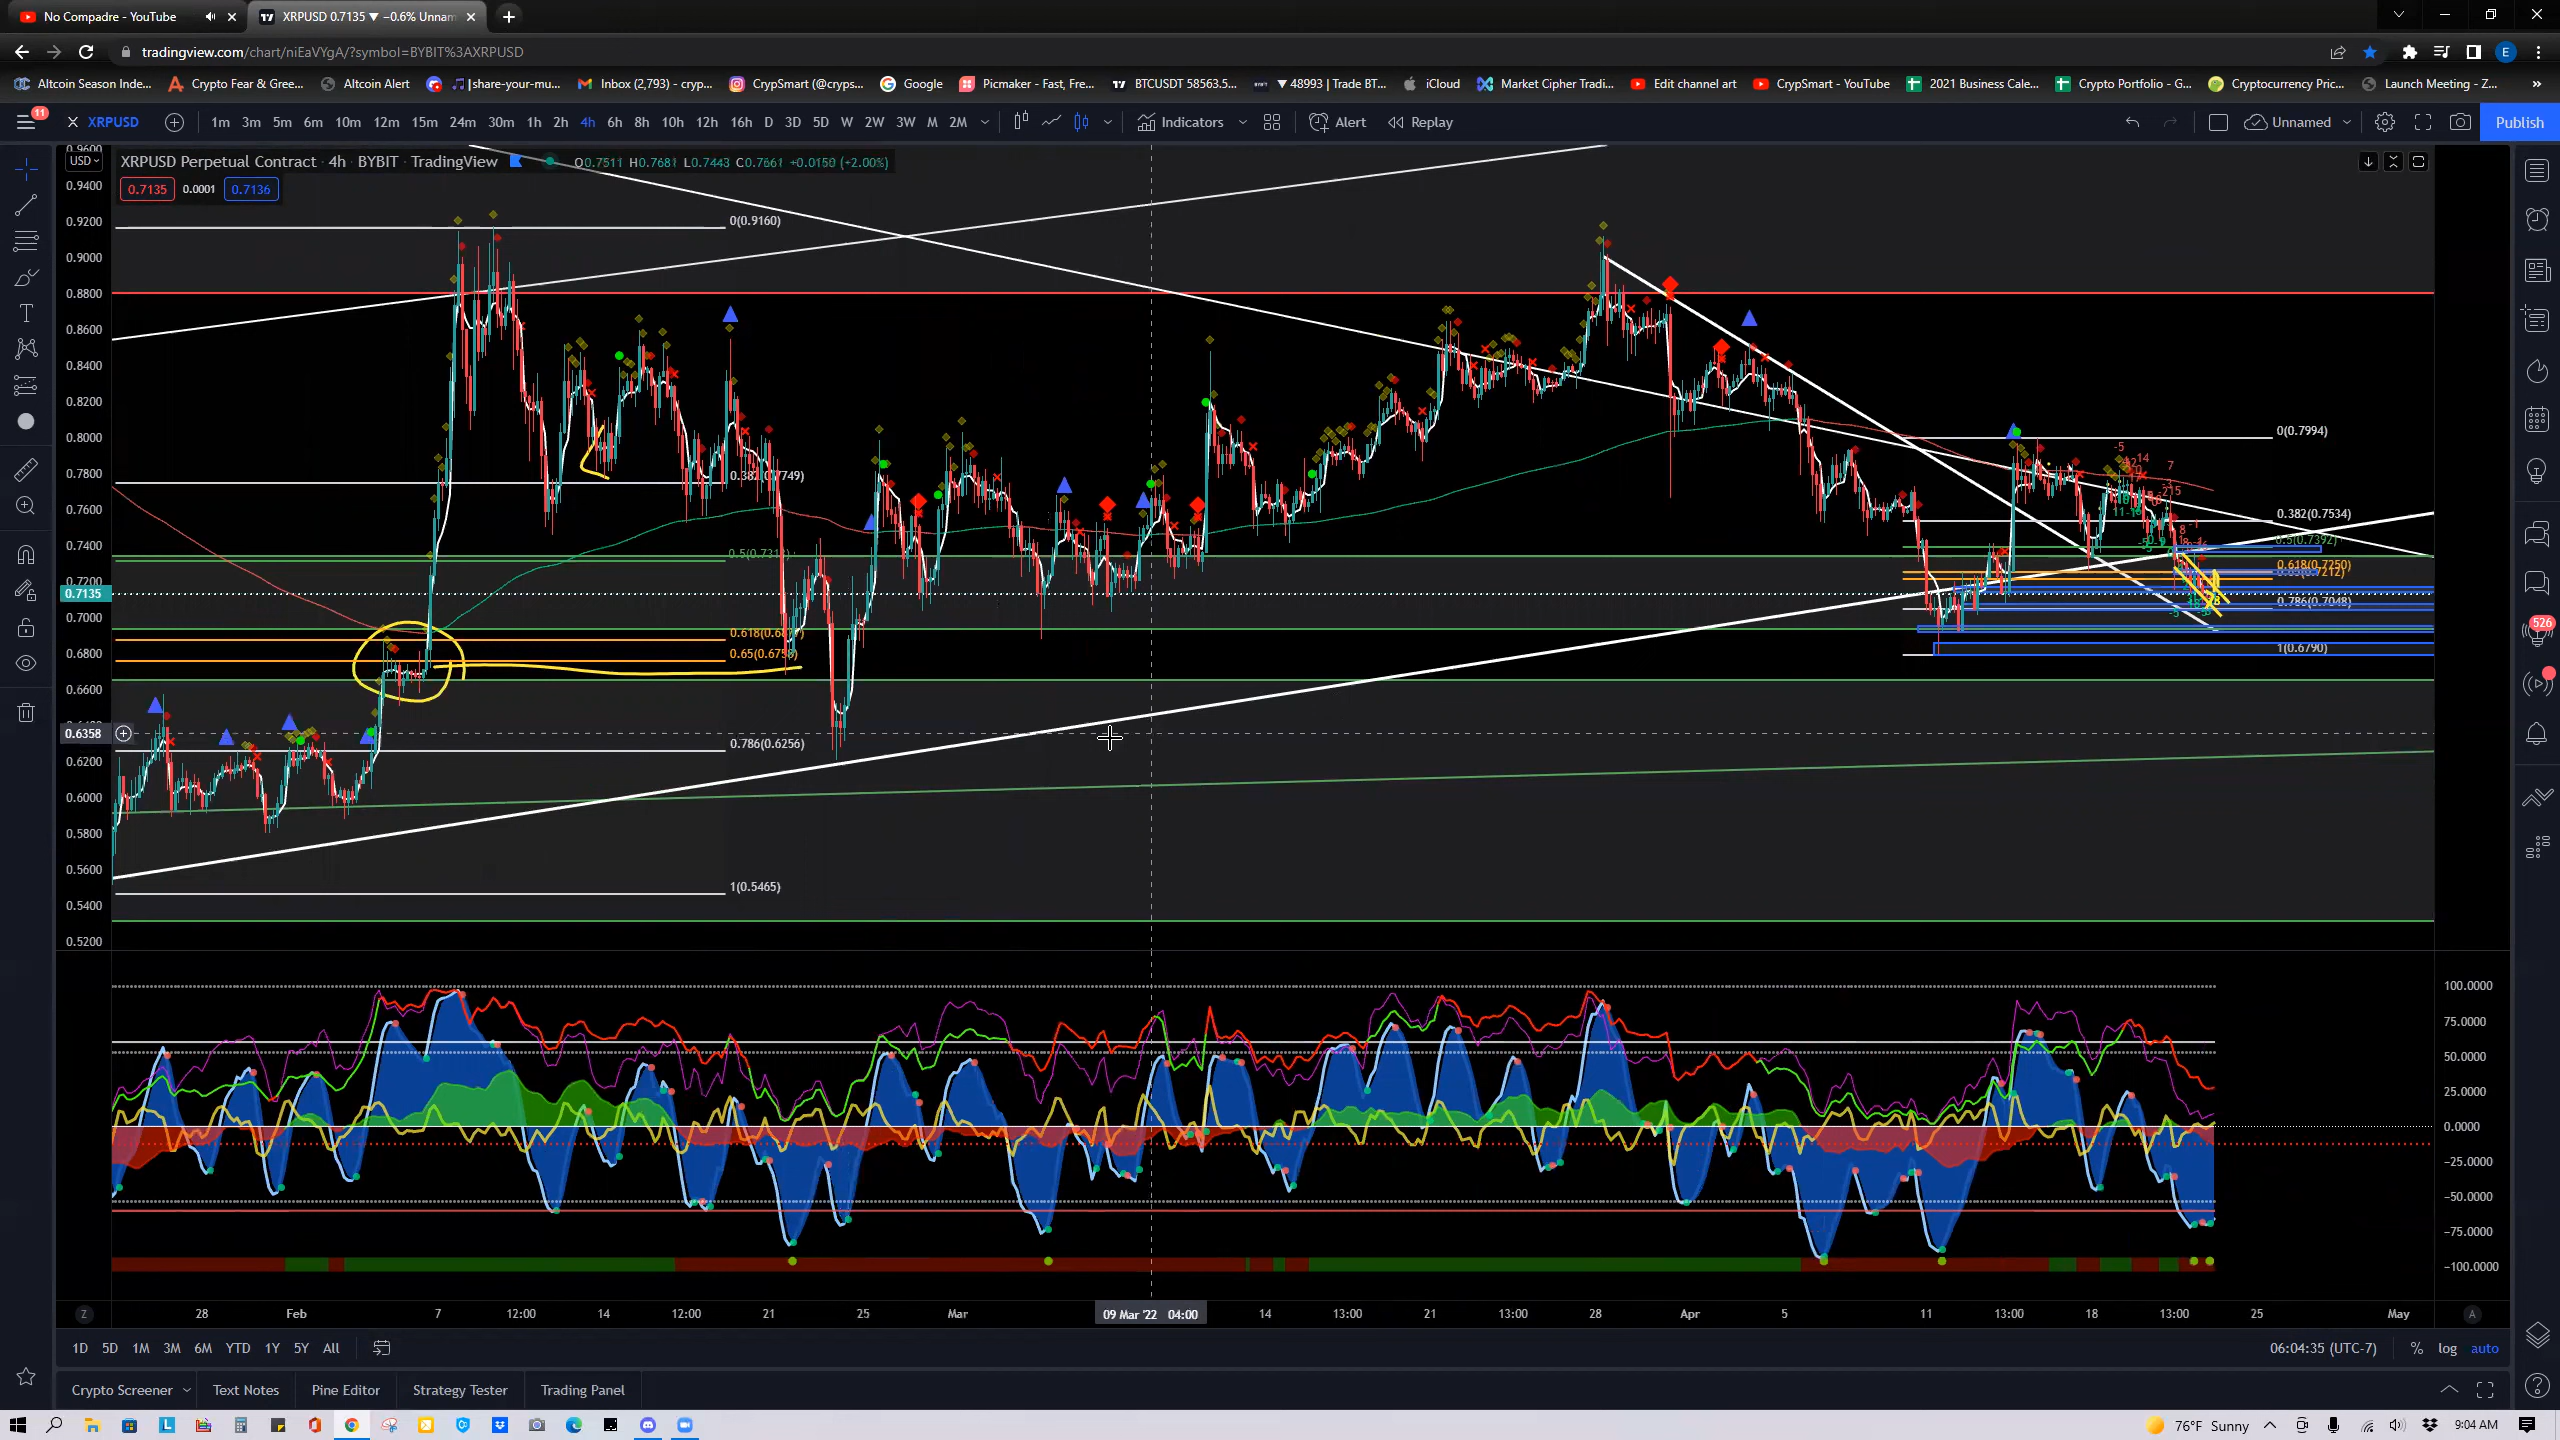 No Compadre - YouTube
XRPUSD 0.7135 ▼ −0.6% Unnam
tradingview.com/chart/niEaVYgA/?symbol=BYBIT%3AXRPUSD
E
Altcoin Season Inde...
Crypto Fear & Gree...
Altcoin Alert
share-your-mu...
Inbox (2,793) - cryp...
CrypSmart (@cryps...
Google
Picmaker - Fast, Fre...
BTCUSDT 58563.5...
▼ 48993 | Trade BT...
iCloud
Market Cipher Tradi...
Edit channel art
CrypSmart - YouTube
2021 Business Cale...
Crypto Portfolio - G...
Cryptocurrency Pric...
Launch Meeting - Z...
»
11
XRPUSD
1m 3m 5m 6m 10m 12m 15m 24m 30m 1h 2h 4h 6h 8h 10h 12h 16h D 3D 5D W 2W 3W M 2M
Indicators
Alert
Replay
Unnamed
Publish
USD
XRPUSD Perpetual Contract · 4h · BYBIT · TradingView
O0.7511 H0.7681 L0.7443 C0.7661 +0.0150 (+2.00%)
0.7135 0.0001 0.7136
0.9600
0.9400
0.9200
0.9000
0.8800
0.8600
0.8400
0.8200
0.8000
0.7800
0.7600
0.7400
0.7200
0.7135
0.7000
0.6800
0.6600
0.6358
0.6200
0.6000
0.5800
0.5600
0.5400
0.5200
0(0.9160)
0.618(0.6
0.65(0.6758)
0.786(0.6256)
1(0.5465)
0(0.7994)
0.382(0.7534)
0.5(0.7392)
0.618(0.7250)
0.786(0.7048)
1(0.6790)
526
100.0000
75.0000
50.0000
25.0000
0.0000
−25.0000
−50.0000
−75.0000
−100.0000
Z
28 Feb 7 12:00 14 12:00 21 25 Mar 09 Mar '22 04:00 14 13:00 21 13:00 28 Apr 5 11 13:00 18 13:00 25 May
A
1D 5D 1M 3M 6M YTD 1Y 5Y All
06:04:35 (UTC-7)
% log auto
Crypto Screener
Text Notes
Pine Editor
Strategy Tester
Trading Panel
76°F Sunny
9:04 AM